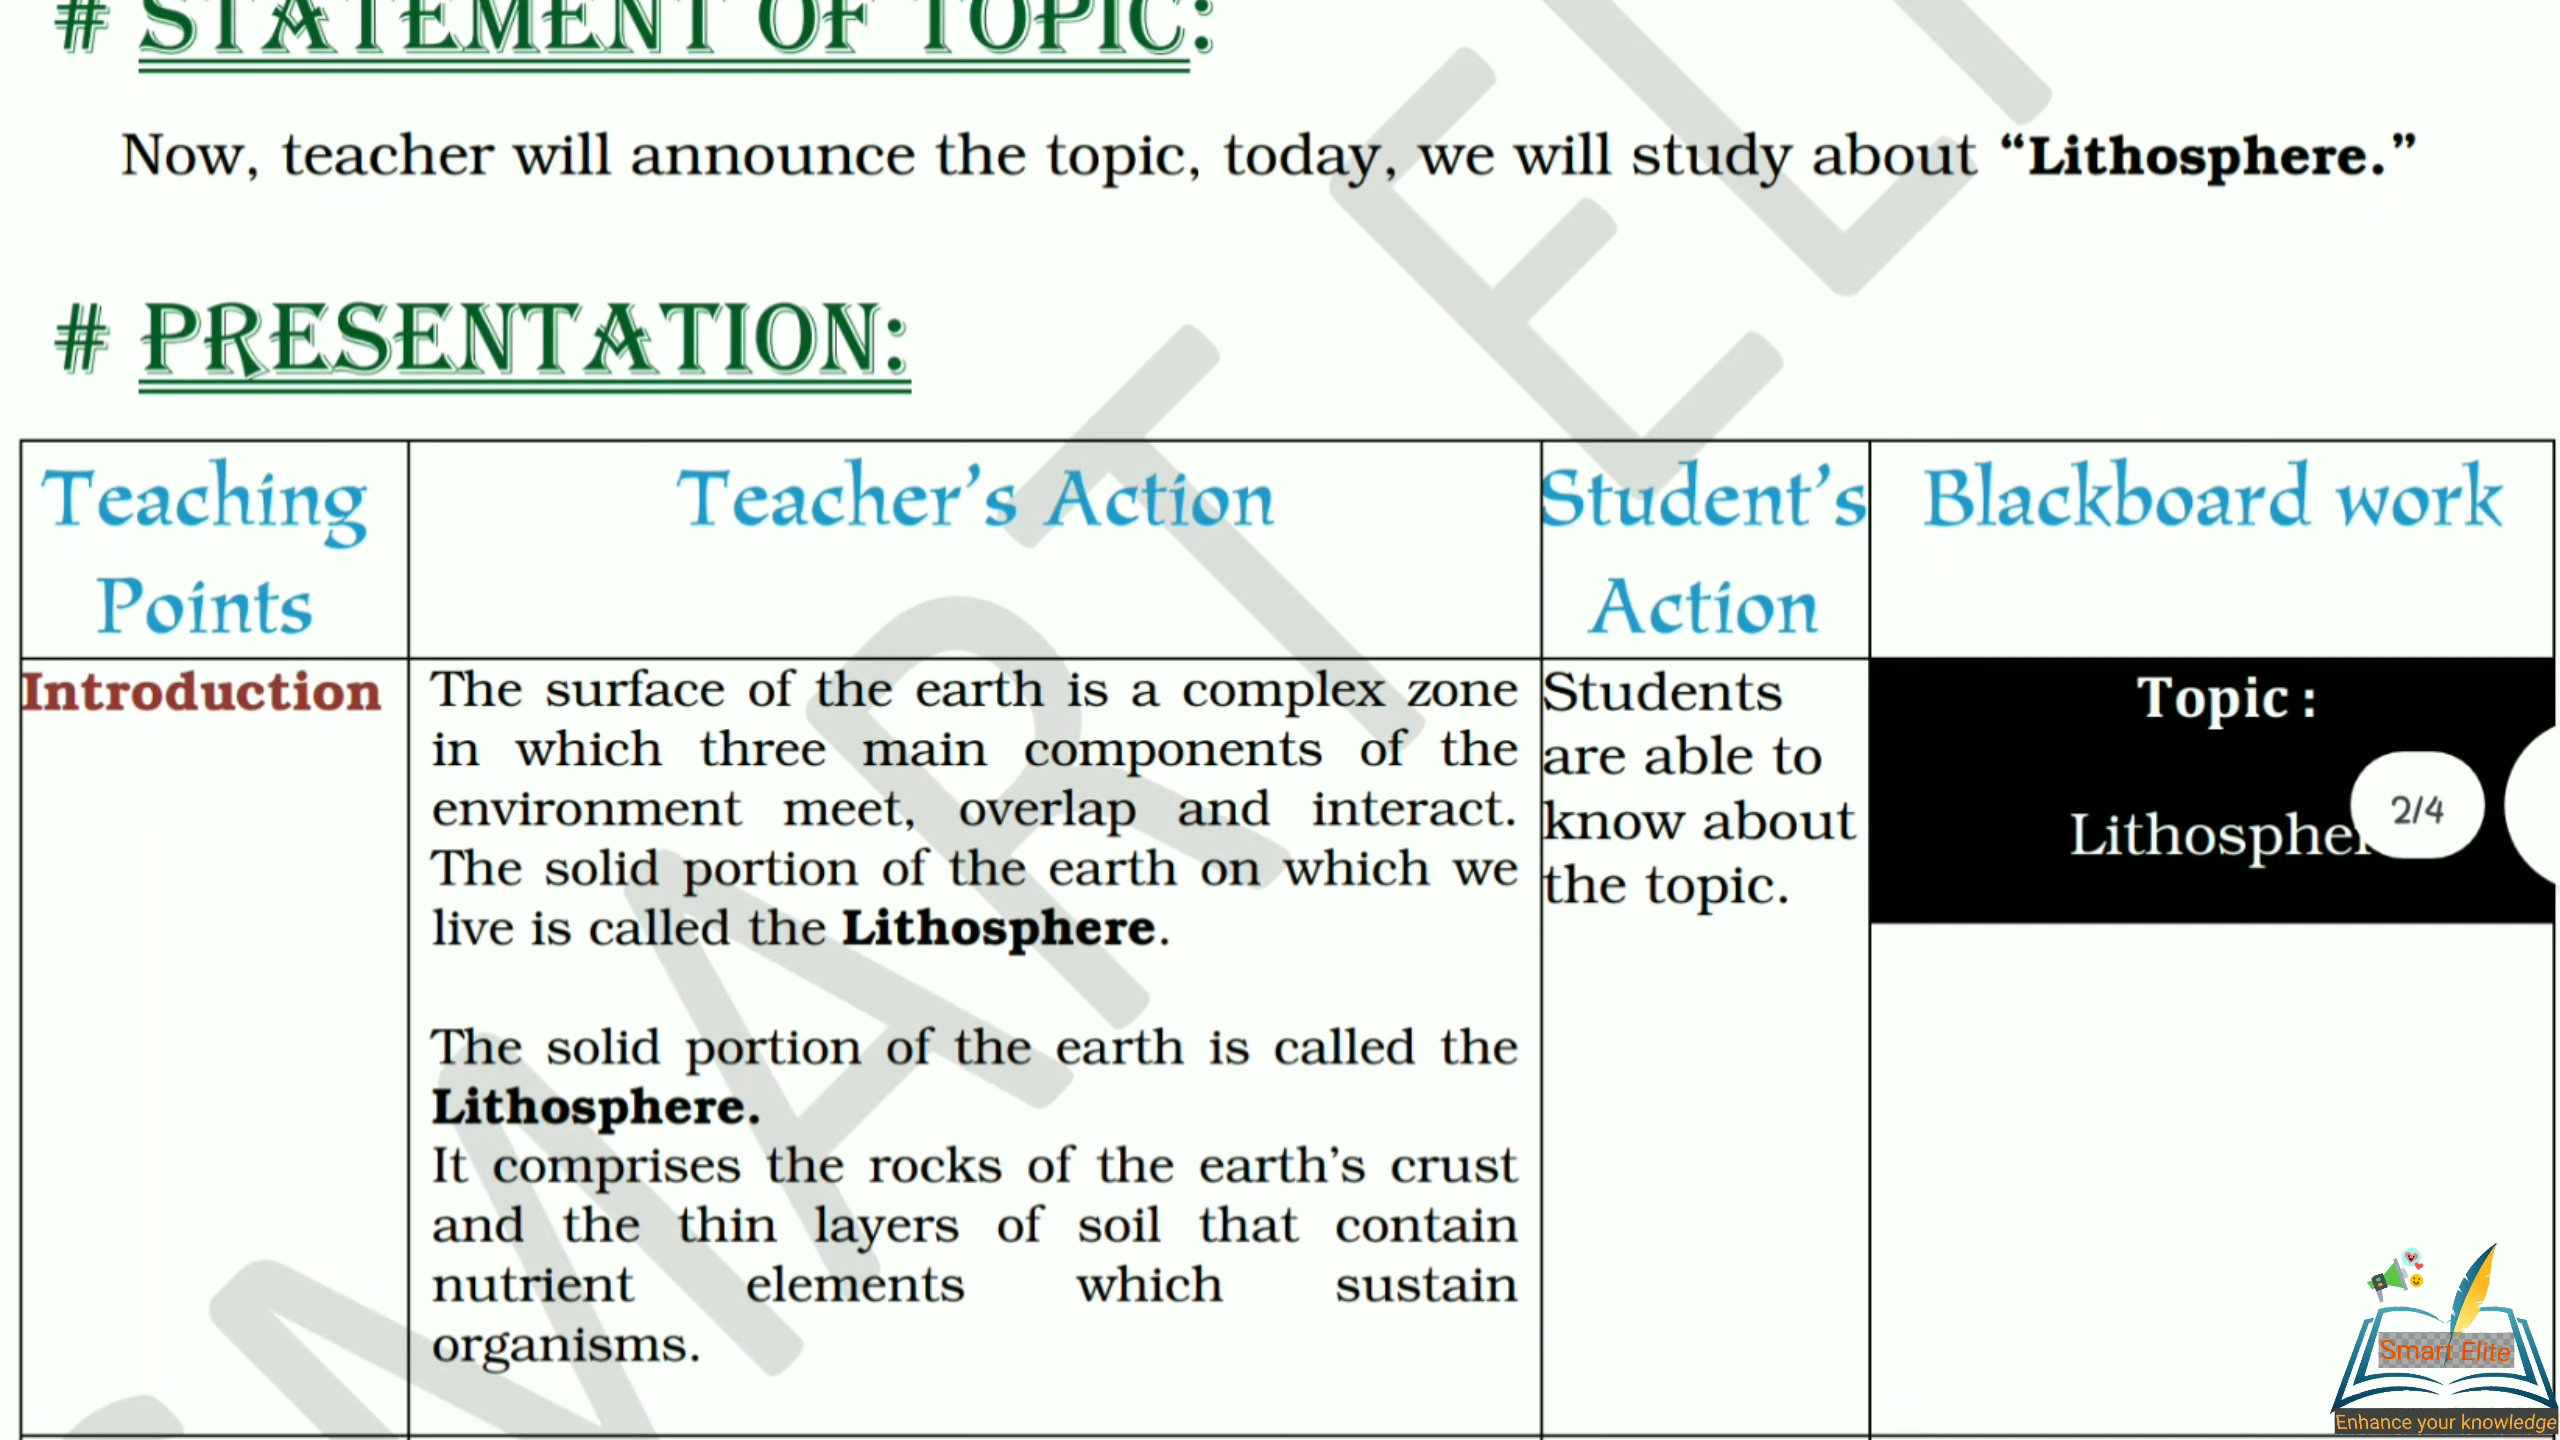 # STATEMENT OF TOPIC:
Now, teacher will announce the topic, today, we will study about “Lithosphere.”
# PRESENTATION:
Teaching
Points
Teacher’s Action
Student’s
Action
Blackboard work
Introduction
The surface of the earth is a complex zone
in which three main components of the
environment meet, overlap and interact.
The solid portion of the earth on which we
live is called the Lithosphere.
The solid portion of the earth is called the
Lithosphere.
It comprises the rocks of the earth’s crust
and the thin layers of soil that contain
nutrient elements which sustain
organisms.
Students
are able to
know about
the topic.
Topic :
2/4
SMART ELI
Smart Elite
Enhance your knowledge